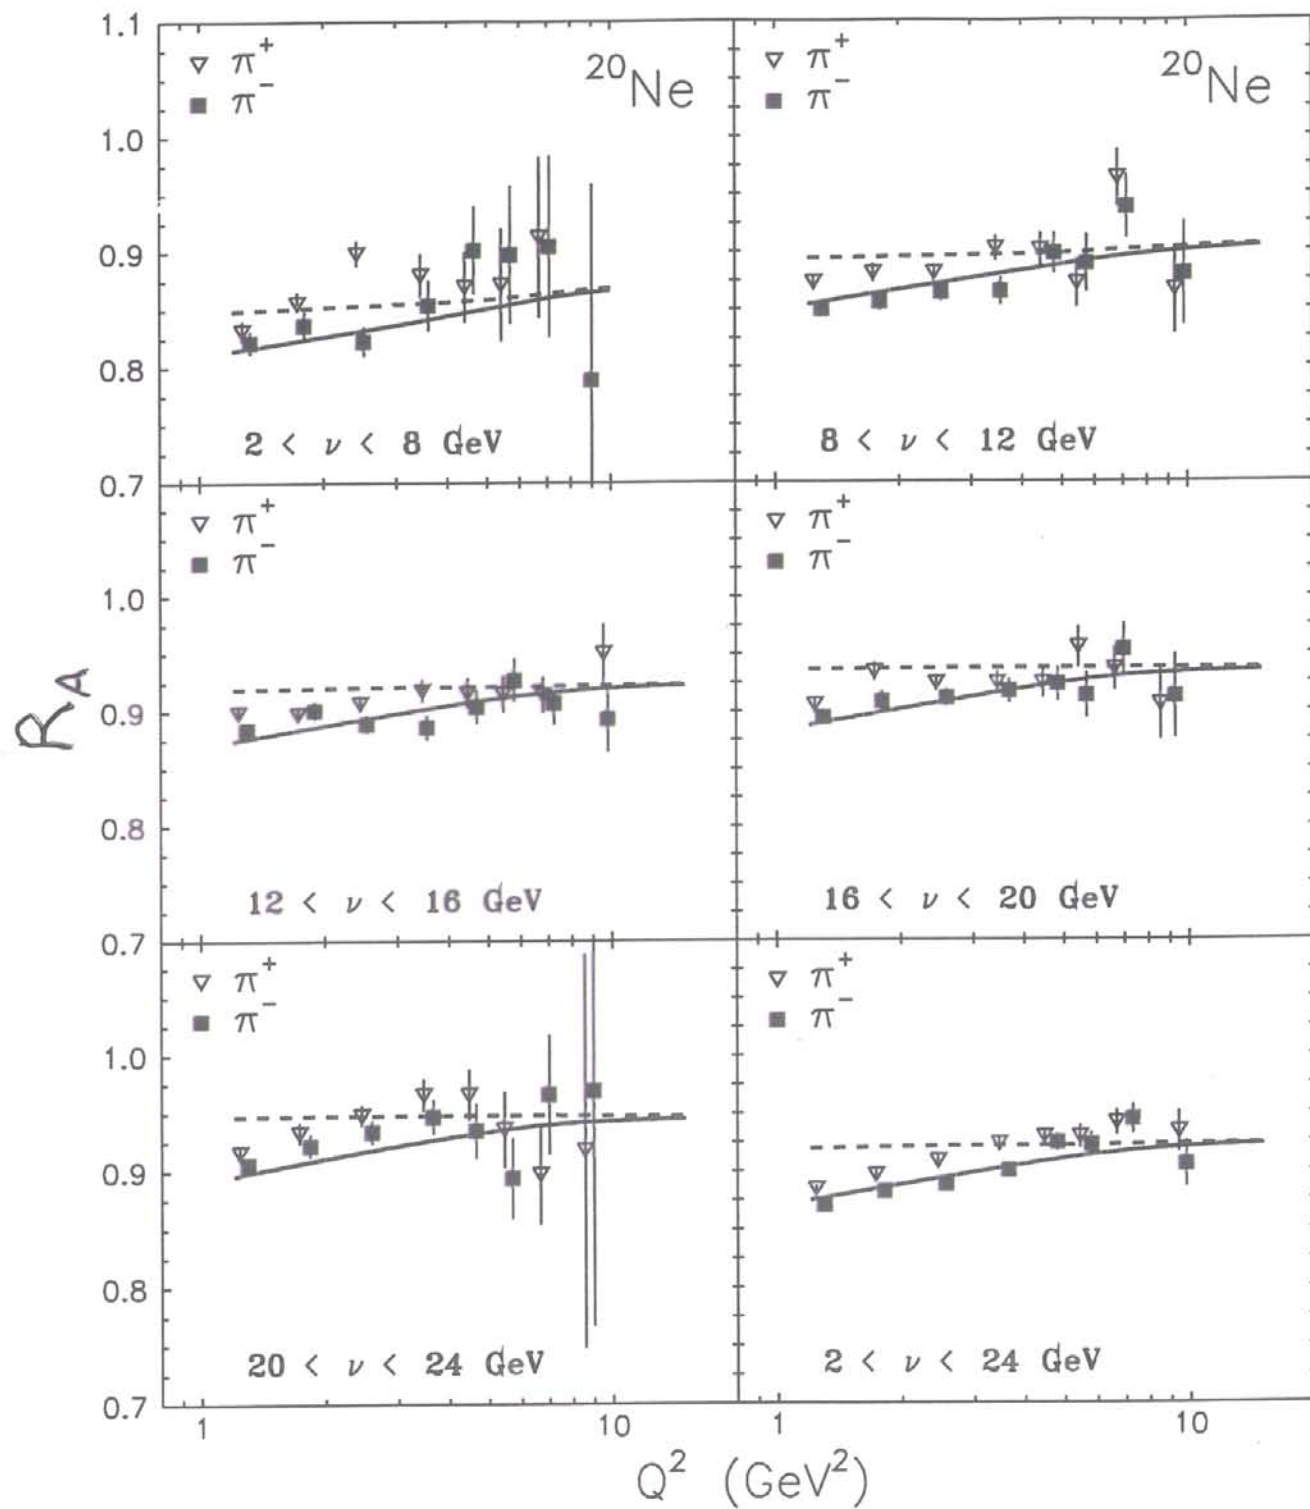 1.1
π⁺
π⁻
²⁰Ne
π⁺
π⁻
²⁰Ne
1.0
0.9
0.8
2 < ν < 8 GeV
8 < ν < 12 GeV
0.7
π⁺
π⁻
π⁺
π⁻
1.0
0.9
0.8
12 < ν < 16 GeV
16 < ν < 20 GeV
0.7
R_A
π⁺
π⁻
π⁺
π⁻
1.0
0.9
0.8
20 < ν < 24 GeV
2 < ν < 24 GeV
0.7
1
10
1
10
Q² (GeV²)